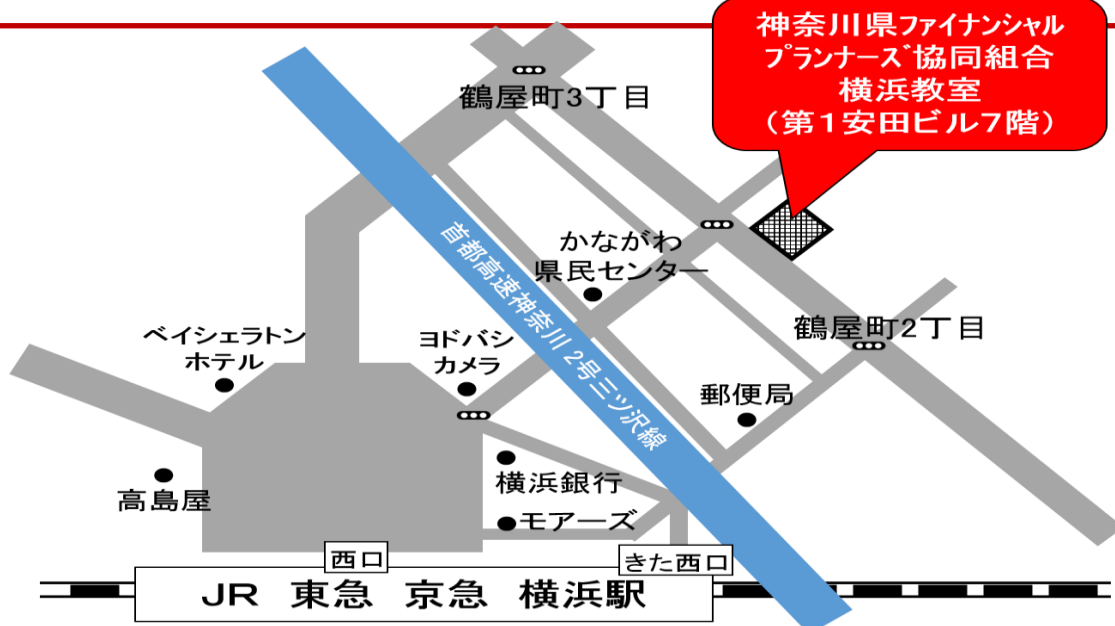 神奈川県ファイナンシャル
プランナーズ協同組合
横浜教室
（第1安田ビル7階）
鶴屋町3丁目
かながわ
県民センター
首都高速神奈川2号三ツ沢線
鶴屋町2丁目
ベイシェラトン
ホテル
ヨドバシ
カメラ
郵便局
高島屋
横浜銀行
モアーズ
西口
きた西口
JR 東急 京急 横浜駅